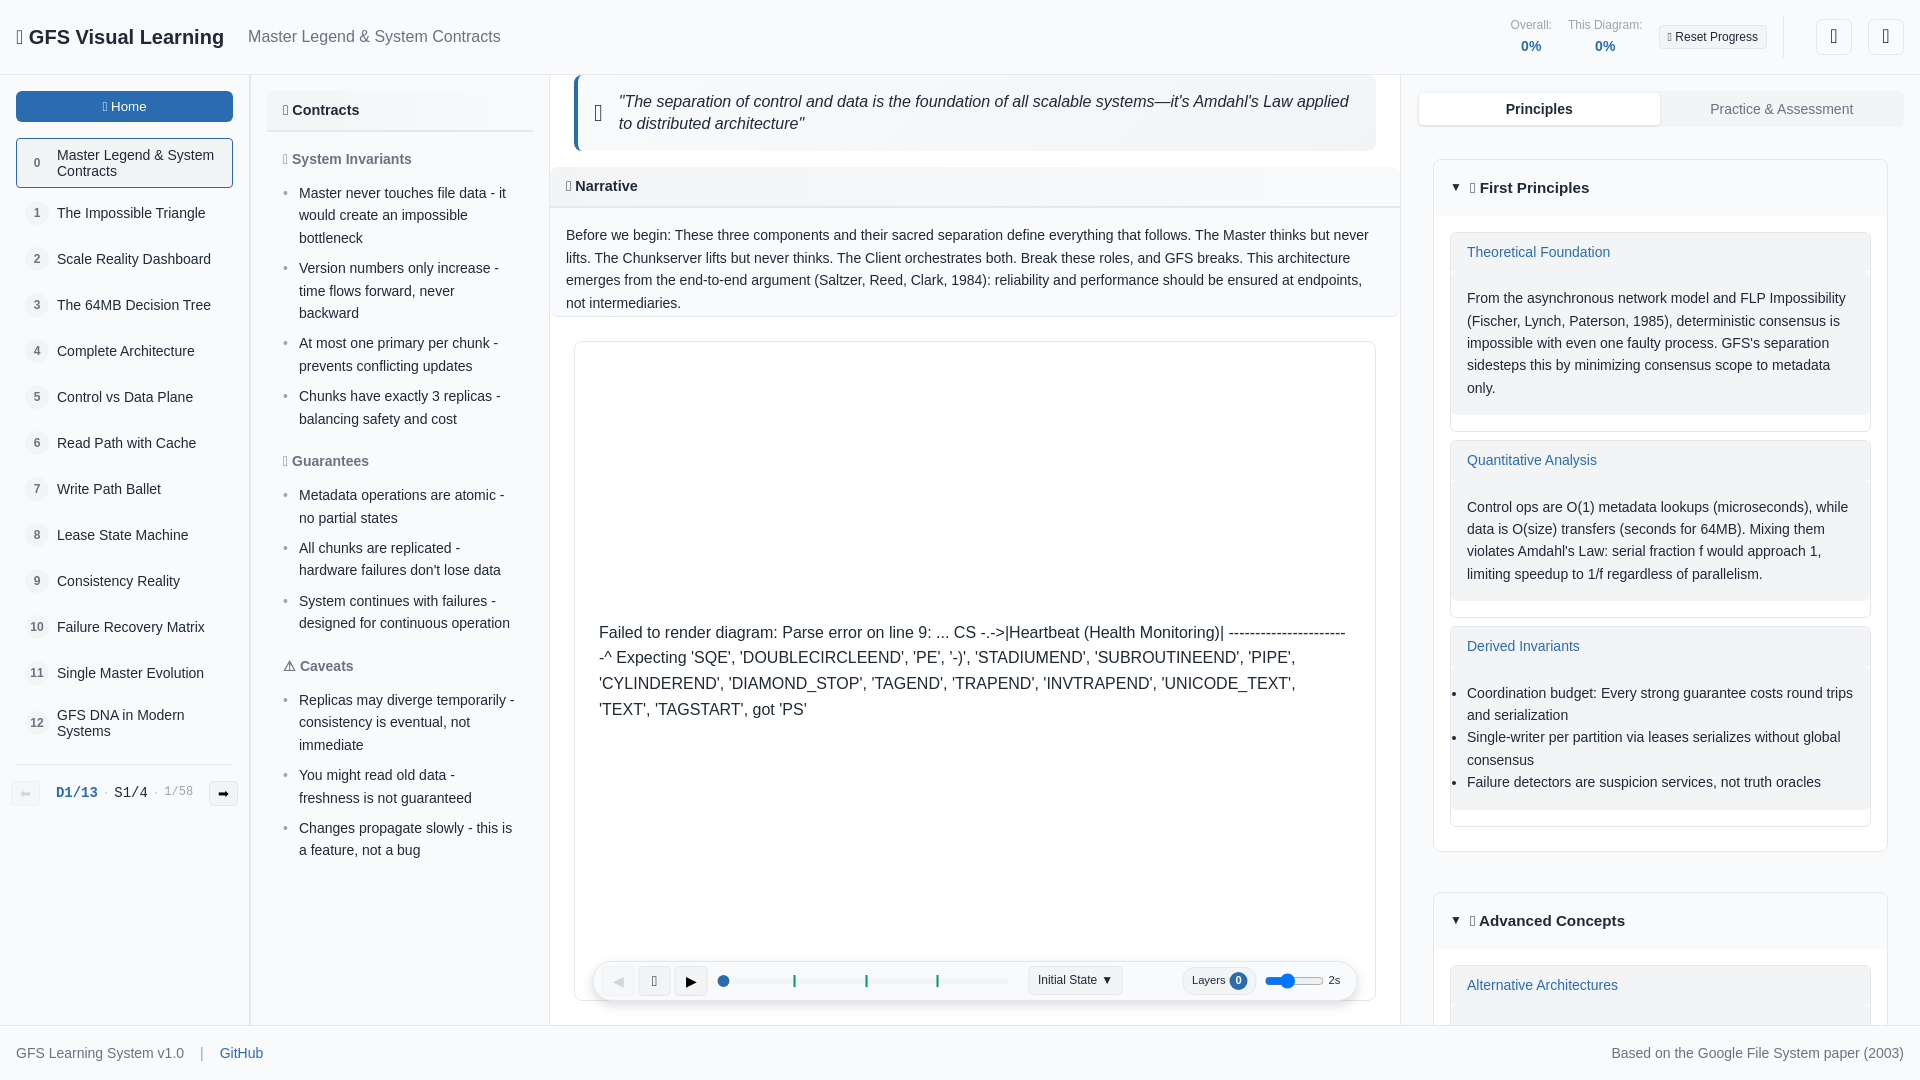 GFS Visual Learning
Master Legend & System Contracts
Overall:
0%
This Diagram:
0%
Reset Progress
Home
0
Master Legend & System
Contracts
1
The Impossible Triangle
2
Scale Reality Dashboard
3
The 64MB Decision Tree
4
Complete Architecture
5
Control vs Data Plane
6
Read Path with Cache
7
Write Path Ballet
8
Lease State Machine
9
Consistency Reality
10
Failure Recovery Matrix
11
Single Master Evolution
12
GFS DNA in Modern
Systems
D1/13 · S1/4 · 1/58
Contracts
System Invariants
• Master never touches file data - it
would create an impossible
bottleneck
• Version numbers only increase -
time flows forward, never
backward
• At most one primary per chunk -
prevents conflicting updates
• Chunks have exactly 3 replicas -
balancing safety and cost
Guarantees
• Metadata operations are atomic -
no partial states
• All chunks are replicated -
hardware failures don't lose data
• System continues with failures -
designed for continuous operation
⚠ Caveats
• Replicas may diverge temporarily -
consistency is eventual, not
immediate
• You might read old data -
freshness is not guaranteed
• Changes propagate slowly - this is
a feature, not a bug
"The separation of control and data is the foundation of all scalable systems—it's Amdahl's Law applied
to distributed architecture"
Narrative
Before we begin: These three components and their sacred separation define everything that follows. The Master thinks but never
lifts. The Chunkserver lifts but never thinks. The Client orchestrates both. Break these roles, and GFS breaks. This architecture
emerges from the end-to-end argument (Saltzer, Reed, Clark, 1984): reliability and performance should be ensured at endpoints,
not intermediaries.
Failed to render diagram: Parse error on line 9: ... CS -.->|Heartbeat (Health Monitoring)| ----------------------
-^ Expecting 'SQE', 'DOUBLECIRCLEEND', 'PE', '-)', 'STADIUMEND', 'SUBROUTINEEND', 'PIPE',
'CYLINDEREND', 'DIAMOND_STOP', 'TAGEND', 'TRAPEND', 'INVTRAPEND', 'UNICODE_TEXT',
'TEXT', 'TAGSTART', got 'PS'
Initial State ▼
Layers 0
2s
Principles
Practice & Assessment
▼ First Principles
Theoretical Foundation
From the asynchronous network model and FLP Impossibility
(Fischer, Lynch, Paterson, 1985), deterministic consensus is
impossible with even one faulty process. GFS's separation
sidesteps this by minimizing consensus scope to metadata
only.
Quantitative Analysis
Control ops are O(1) metadata lookups (microseconds), while
data is O(size) transfers (seconds for 64MB). Mixing them
violates Amdahl's Law: serial fraction f would approach 1,
limiting speedup to 1/f regardless of parallelism.
Derived Invariants
• Coordination budget: Every strong guarantee costs round trips
and serialization
• Single-writer per partition via leases serializes without global
consensus
• Failure detectors are suspicion services, not truth oracles
▼ Advanced Concepts
Alternative Architectures
GFS Learning System v1.0 | GitHub
Based on the Google File System paper (2003)